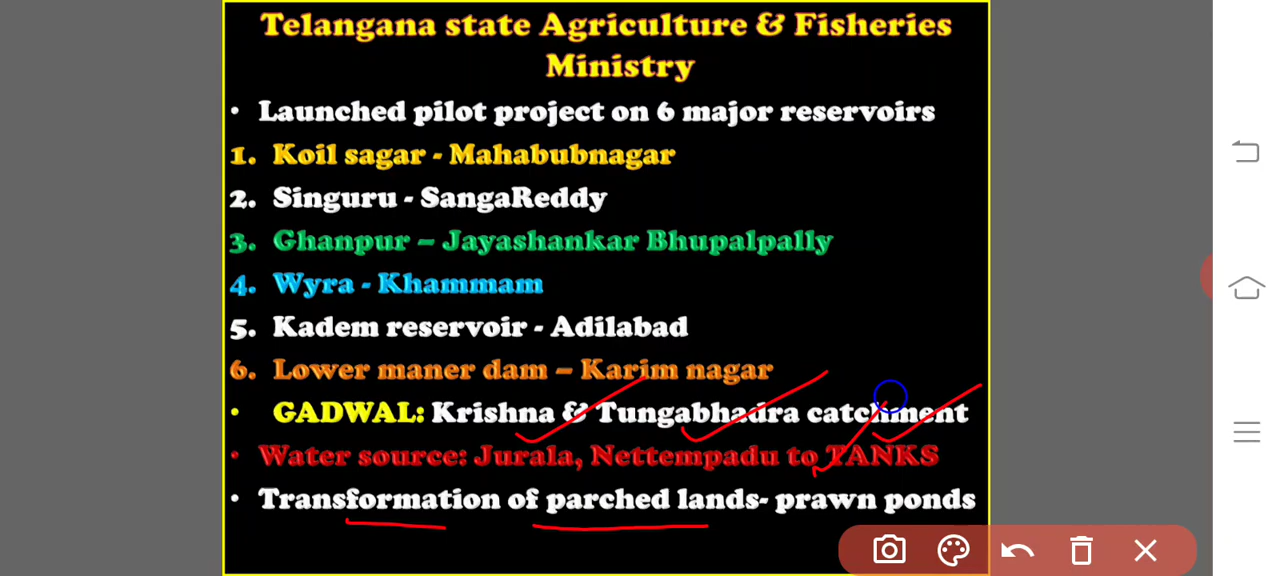 Telangana state Agriculture & Fisheries
Ministry
• Launched pilot project on 6 major reservoirs
1. Koil sagar - Mahabubnagar
2. Singuru - SangaReddy
3. Ghanpur – Jayashankar Bhupalpally
4. Wyra - Khammam
5. Kadem reservoir - Adilabad
6. Lower maner dam – Karim nagar
• GADWAL: Krishna & Tungabhadra catchment
• Water source: Jurala, Nettempadu to TANKS
• Transformation of parched lands- prawn ponds